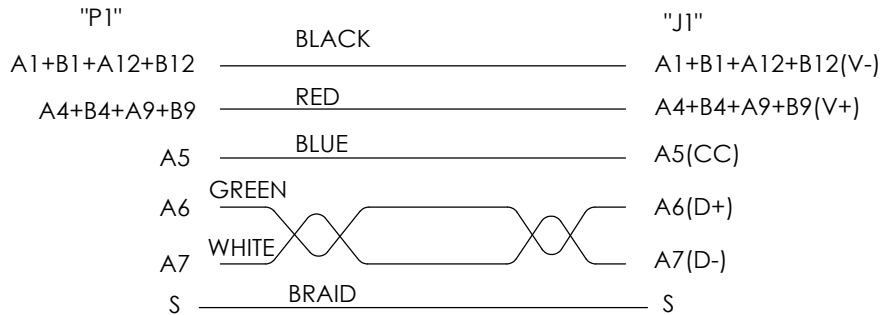 "P1" "J1"
BLACK
A1+B1+A12+B12 A1+B1+A12+B12(V-)
RED
A4+B4+A9+B9 A4+B4+A9+B9(V+)
BLUE
A5 A5(CC)
GREEN
A6 A6(D+)
WHITE
A7 A7(D-)
BRAID
S S